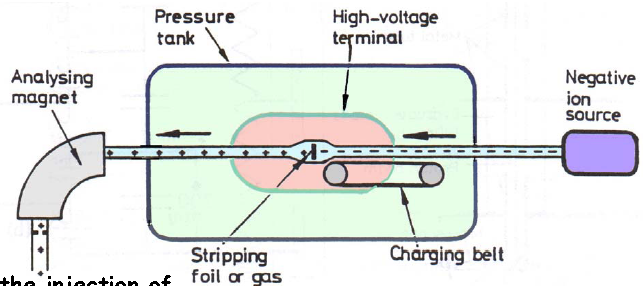 Pressure
tank
High-voltage
terminal
Analysing
magnet
Negative
ion
source
Stripping
foil or gas
Charging belt
the injection of